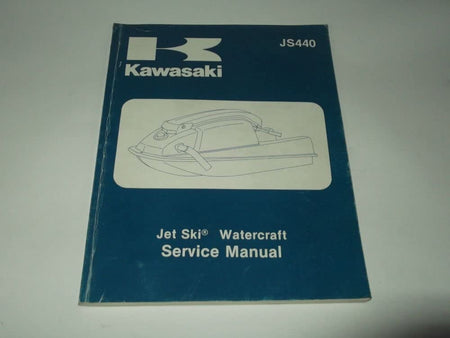 JS440
Kawasaki
Jet Ski® Watercraft
Service Manual